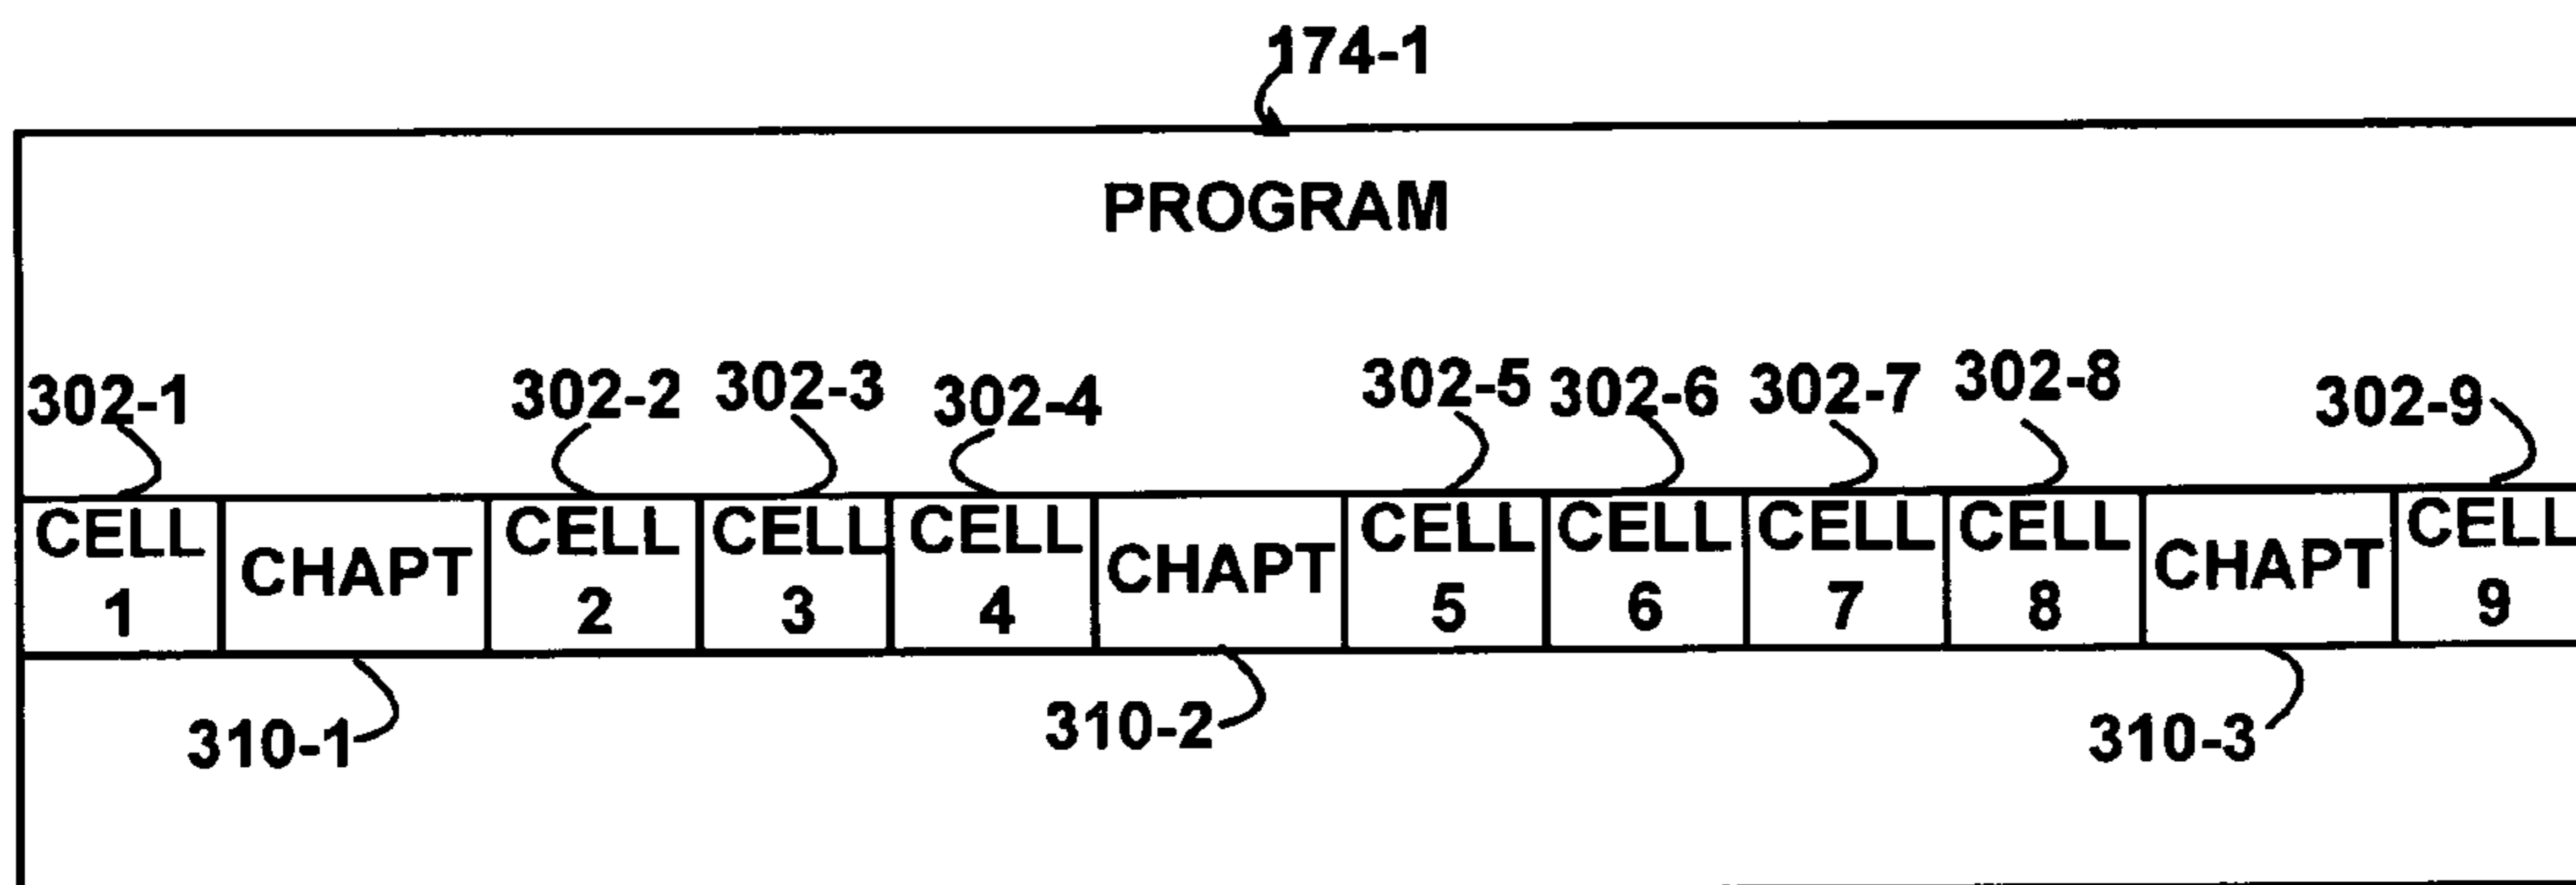 174-1
PROGRAM
302-1 302-2 302-3 302-4 302-5 302-6 302-7 302-8 302-9
CELL 1 CHAPT CELL 2 CELL 3 CELL 4 CHAPT CELL 5 CELL 6 CELL 7 CELL 8 CHAPT CELL 9
310-1 310-2 310-3